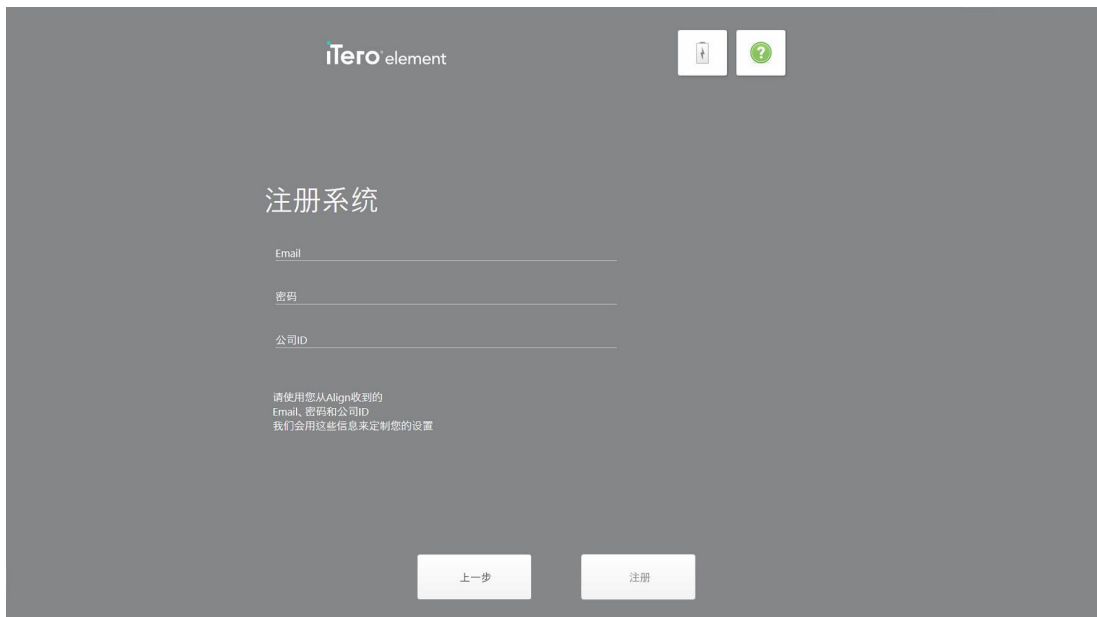 iTero element
?
注册系统
Email
密码
公司ID
请使用您从Align收到的
Email、密码和公司ID
我们会用这些信息来定制您的设置
上一步
注册